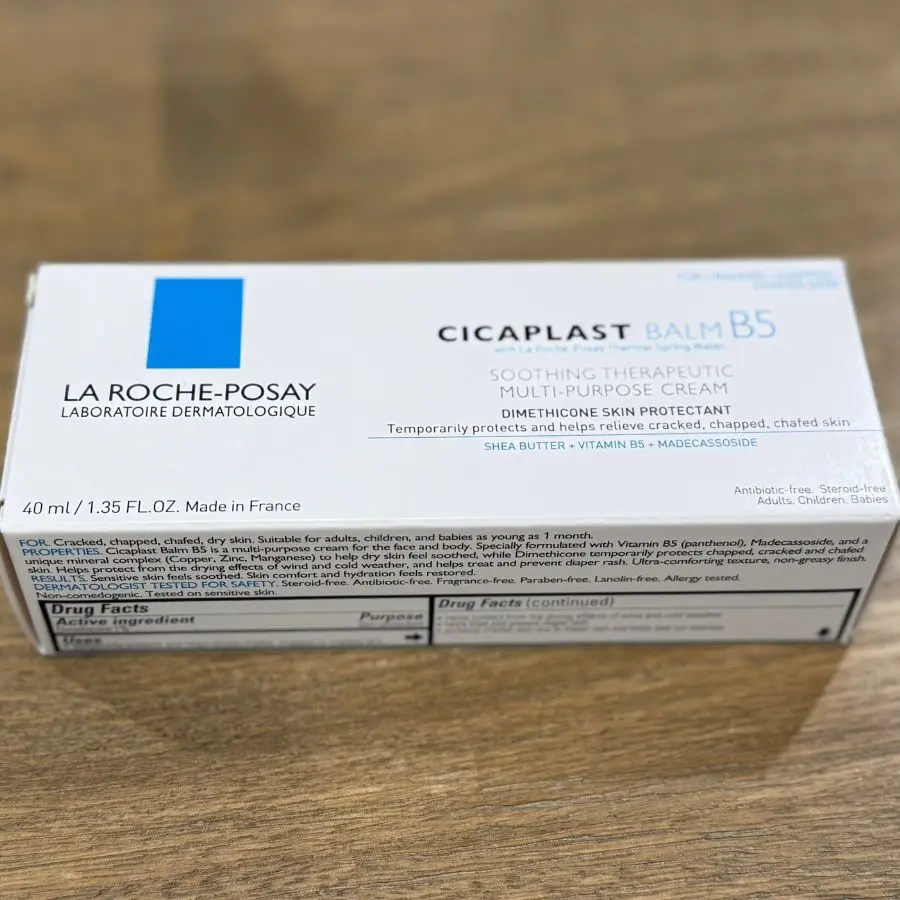 LA ROCHE-POSAY
LABORATOIRE DERMATOLOGIQUE
40 ml / 1.35 FL.OZ. Made in France
CICAPLAST BALM B5
with La Roche-Posay Thermal Spring Water
SOOTHING THERAPEUTIC
MULTI-PURPOSE CREAM
DIMETHICONE SKIN PROTECTANT
Temporarily protects and helps relieve cracked, chapped, chafed skin
SHEA BUTTER + VITAMIN B5 + MADECASSOSIDE
Antibiotic-free. Steroid-free
Adults. Children. Babies
FOR. Cracked, chapped, chafed, dry skin. Suitable for adults, children, and babies as young as 1 month.
PROPERTIES. Cicaplast Balm B5 is a multi-purpose cream for the face and body. Specially formulated with Vitamin B5 (panthenol), Madecassoside, and a
unique mineral complex (Copper, Zinc, Manganese) to help dry skin feel soothed, while Dimethicone temporarily protects chapped, cracked and chafed
skin. Helps protect from the drying effects of wind and cold weather, and helps treat and prevent diaper rash. Ultra-comforting texture, non-greasy finish.
RESULTS. Sensitive skin feels soothed. Skin comfort and hydration feels restored.
DERMATOLOGIST TESTED FOR SAFETY. Steroid-free. Antibiotic-free. Fragrance-free. Paraben-free. Lanolin-free. Allergy tested.
Non-comedogenic. Tested on sensitive skin.
Drug Facts
Active ingredient Purpose
Uses
Drug Facts (continued)